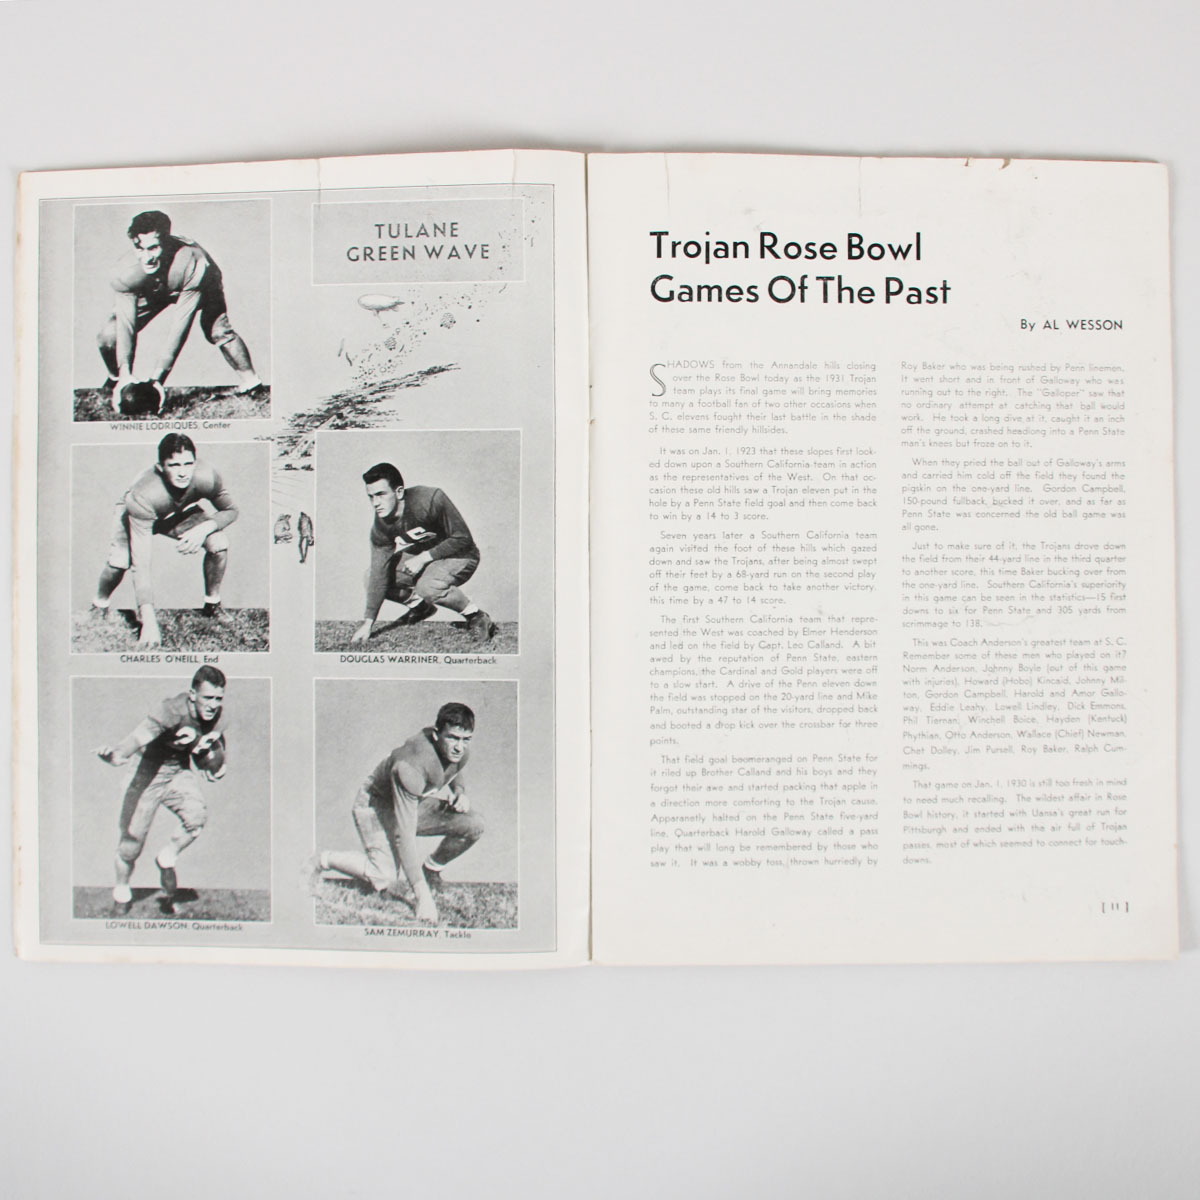 TULANE
GREEN WAVE
WINNIE LODRIQUES, Center
CHARLES O'NEILL, End
DOUGLAS WARRINER, Quarterback
LOWELL DAWSON, Quarterback
SAM ZEMURRAY, Tackle
Trojan Rose Bowl
Games Of The Past
By AL WESSON
SHADOWS from the Annandale hills closing
over the Rose Bowl today as the 1931 Trojan
team plays its final game will bring memories
to many a football fan of two other occasions when
S. C. elevens fought their last battle in the shade
of these same friendly hillsides.
It was on Jan. 1, 1923 that these slopes first look-
ed down upon a Southern California team in action
as the representatives of the West. On that oc-
casion these old hills saw a Trojan eleven put in the
hole by a Penn State field goal and then come back
to win by a 14 to 3 score.
Seven years later a Southern California team
again visited the foot of these hills which gazed
down and saw the Trojans, after being almost swept
off their feet by a 68-yard run on the second play
of the game, come back to take another victory,
this time by a 47 to 14 score.
The first Southern California team that repre-
sented the West was coached by Elmer Henderson
and led on the field by Capt. Leo Calland. A bit
awed by the reputation of Penn State, eastern
champions, the Cardinal and Gold players were off
to a slow start. A drive of the Penn eleven down
the field was stopped on the 20-yard line and Mike
Palm, outstanding star of the visitors, dropped back
and booted a drop kick over the crossbar for three
points.
That field goal boomeranged on Penn State for
it riled up Brother Calland and his boys and they
forgot their awe and started packing that apple in
a direction more comforting to the Trojan cause.
Apparanetly halted on the Penn State five-yard
line, Quarterback Harold Galloway called a pass
play that will long be remembered by those who
saw it. It was a wobby toss, thrown hurriedly by
Roy Baker who was being rushed by Penn linemen.
It went short and in front of Galloway who was
running out to the right. The "Galloper" saw that
no ordinary attempt at catching that ball would
work. He took a long dive at it, caught it an inch
off the ground, crashed headlong into a Penn State
man's knees but froze on to it.
When they pried the ball out of Galloway's arms
and carried him cold off the field they found the
pigskin on the one-yard line. Gordon Campbell,
150-pound fullback, bucked it over, and as far as
Penn State was concerned the old ball game was
all gone.
Just to make sure of it, the Trojans drove down
the field from their 44-yard line in the third quarter
to another score, this time Baker bucking over from
the one-yard line. Southern California's superiority
in this game can be seen in the statistics—15 first
downs to six for Penn State and 305 yards from
scrimmage to 138.
This was Coach Anderson's greatest team at S. C.
Remember some of these men who played on it?
Norm Anderson, Johnny Boyle (out of this game
with injuries), Howard (Hobo) Kincaid, Johnny Mil-
ton, Gordon Campbell, Harold and Amor Gallo-
way, Eddie Leahy, Lowell Lindley, Dick Emmons,
Phil Tiernan, Winchell Boice, Hayden (Kentuck)
Phythian, Otto Anderson, Wallace (Chief) Newman,
Chet Dolley, Jim Pursell, Roy Baker, Ralph Cum-
mings.
That game on Jan. 1, 1930 is still too fresh in mind
to need much recalling. The wildest affair in Rose
Bowl history, it started with Uansa's great run for
Pittsburgh and ended with the air full of Trojan
passes, most of which seemed to connect for touch-
downs.
[ 11 ]